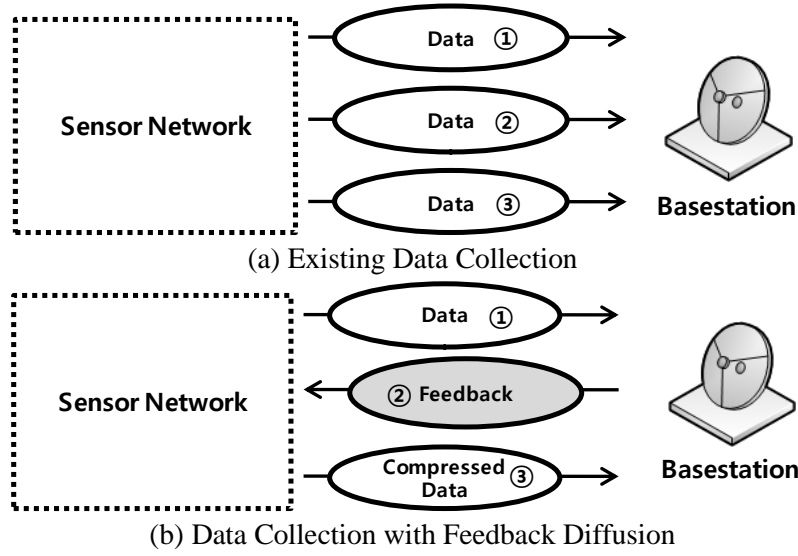 Data ①
Sensor Network
Data ②
Data ③
Basestation
(a) Existing Data Collection
Data ①
② Feedback
Sensor Network
Compressed
Data ③
Basestation
(b) Data Collection with Feedback Diffusion